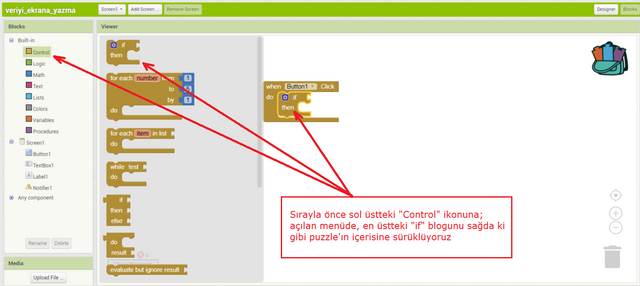 veriyi_ekrana_yazma
Screen1
Add Screen ...
Remove Screen
Designer
Blocks
Blocks
Viewer
Built-in
Control
Logic
Math
Text
Lists
Colors
Variables
Procedures
Screen1
Button1
TextBox1
Label1
Notifier1
Any component
Rename
Delete
Media
Upload File ...
if
then
for each number from 1
to
by 1
do
for each item in list
do
while test
do
if
then
else
do
result
evaluate but ignore result
when Button1 .Click
do if
then
Sırayla önce sol üstteki "Control" ikonuna;
açılan menüde, en üstteki "if" blogunu sağda ki
gibi puzzle'ın içerisine sürüklüyoruz